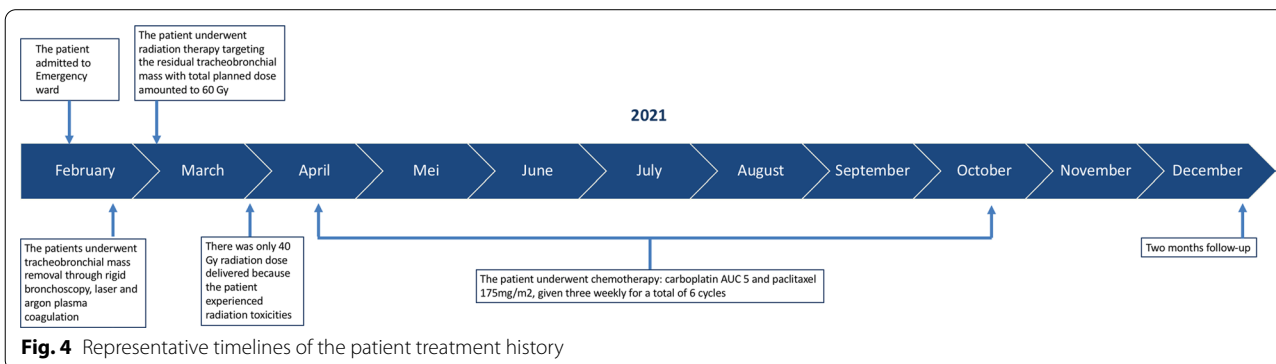 The patient
admitted to
Emergency
ward
The patient underwent
radiation therapy targeting
the residual tracheobronchial
mass with total planned dose
amounted to 60 Gy
2021
February
March
April
Mei
June
July
August
September
October
November
December
The patients underwent
tracheobronchial mass
removal through rigid
bronchoscopy, laser and
argon plasma
coagulation
There was only 40
Gy radiation dose
delivered because
the patient
experienced
radiation toxicities
The patient underwent chemotherapy: carboplatin AUC 5 and paclitaxel
175mg/m2, given three weekly for a total of 6 cycles
Two months follow-up
Fig. 4 Representative timelines of the patient treatment history